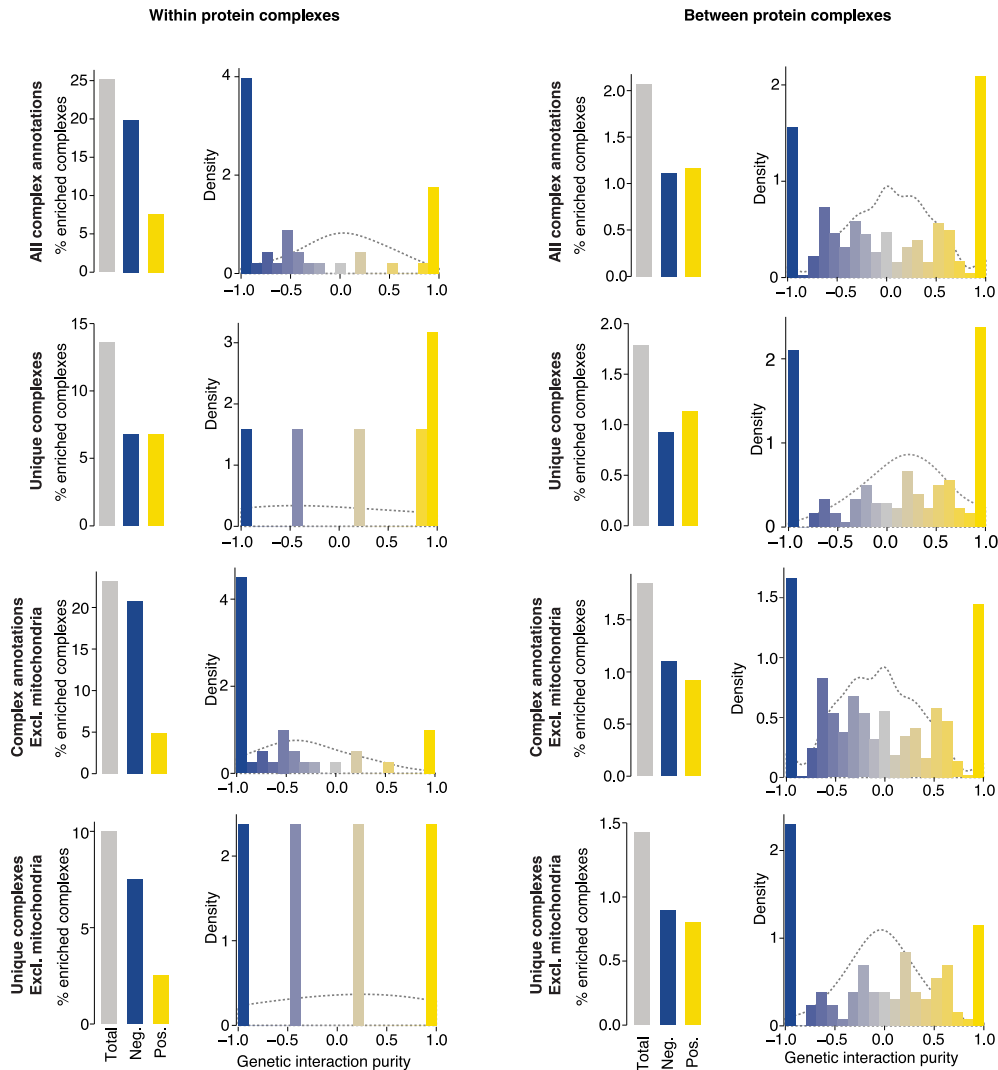 Within protein complexes
Between protein complexes
All complex annotations
% enriched complexes
25
20
15
10
5
0
Density
4
2
0
−1.0
−0.5
0.0
0.5
1.0
% enriched complexes
2.0
1.5
1.0
0.5
0.0
All complex annotations
Density
2
1
0
−1.0
−0.5
0.0
0.5
1.0
Unique complexes
% enriched complexes
15
10
5
0
Density
3
2
1
0
−1.0
−0.5
0.0
0.5
1.0
Unique complexes
% enriched complexes
2.0
1.5
1.0
0.5
0.0
Density
2
1
0
−1.0
−0.5
0.0
0.5
1.0
Complex annotations
Excl. mitochondria
% enriched complexes
20
15
10
5
0
Density
4
2
0
−1.0
−0.5
0.0
0.5
1.0
Complex annotations
Excl. mitochondria
% enriched complexes
1.5
1.0
0.5
0.0
Density
1.5
1.0
0.5
0
−1.0
−0.5
0.0
0.5
1.0
Unique complexes
Excl. mitochondria
% enriched complexes
10
5
0
Total
Neg.
Pos.
Density
2
1
0
−1.0
−0.5
0.0
0.5
1.0
Genetic interaction purity
Unique complexes
Excl. mitochondria
% enriched complexes
1.5
1.0
0.5
0.0
Total
Neg.
Pos.
Density
2
1
0
−1.0
−0.5
0.0
0.5
1.0
Genetic interaction purity